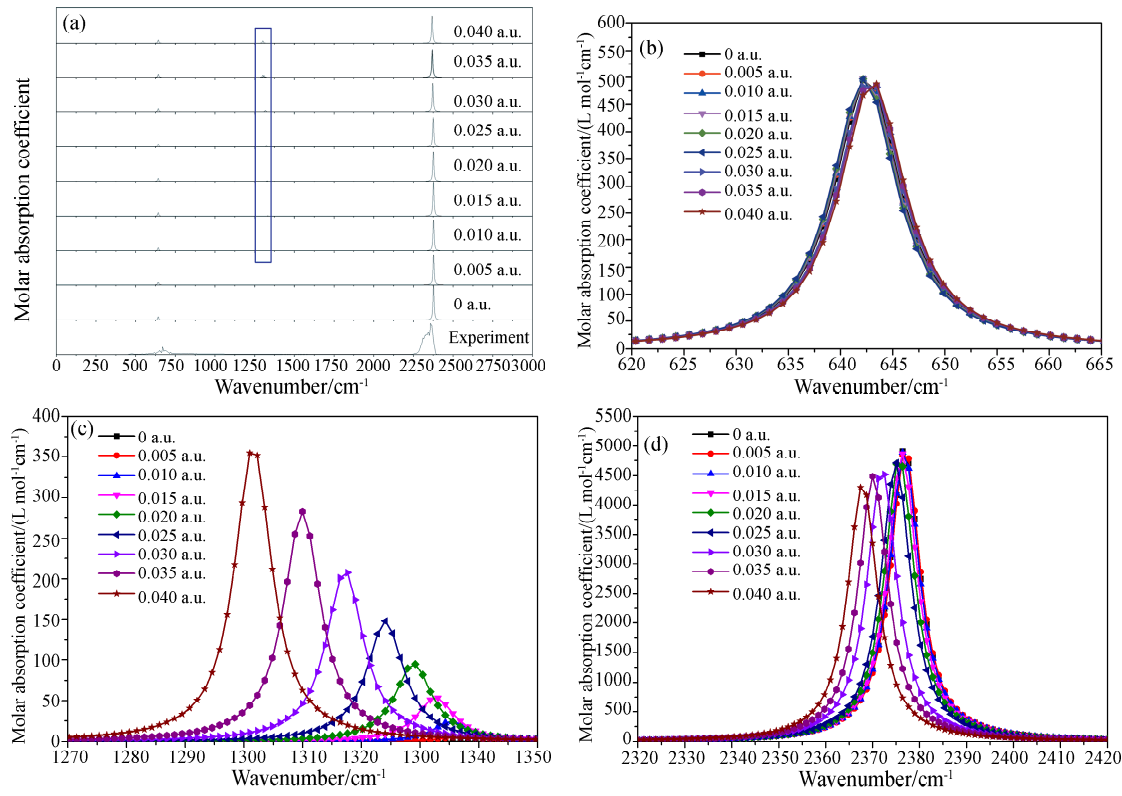 (a)
0.040 a.u.
0.035 a.u.
0.030 a.u.
0.025 a.u.
0.020 a.u.
0.015 a.u.
0.010 a.u.
0.005 a.u.
0 a.u.
Experiment
Molar absorption coefficient
0 250 500 750 1000 1250 1500 1750 2000 2250 2500 2750 3000
Wavenumber/cm-1
(b)
0 a.u.
0.005 a.u.
0.010 a.u.
0.015 a.u.
0.020 a.u.
0.025 a.u.
0.030 a.u.
0.035 a.u.
0.040 a.u.
Molar absorption coefficient/(L mol-1cm-1)
600
550
500
450
400
350
300
250
200
150
100
50
0
620 625 630 635 640 645 650 655 660 665
Wavenumber/cm-1
(c)
0 a.u.
0.005 a.u.
0.010 a.u.
0.015 a.u.
0.020 a.u.
0.025 a.u.
0.030 a.u.
0.035 a.u.
0.040 a.u.
Molar absorption coefficient/(L mol-1cm-1)
400
350
300
250
200
150
100
50
0
1270 1280 1290 1300 1310 1320 1330 1340 1350
Wavenumber/cm-1
(d)
0 a.u.
0.005 a.u.
0.010 a.u.
0.015 a.u.
0.020 a.u.
0.025 a.u.
0.030 a.u.
0.035 a.u.
0.040 a.u.
Molar absorption coefficient/(L mol-1cm-1)
5500
5000
4500
4000
3500
3000
2500
2000
1500
1000
500
0
2320 2330 2340 2350 2360 2370 2380 2390 2400 2410 2420
Wavenumber/cm-1